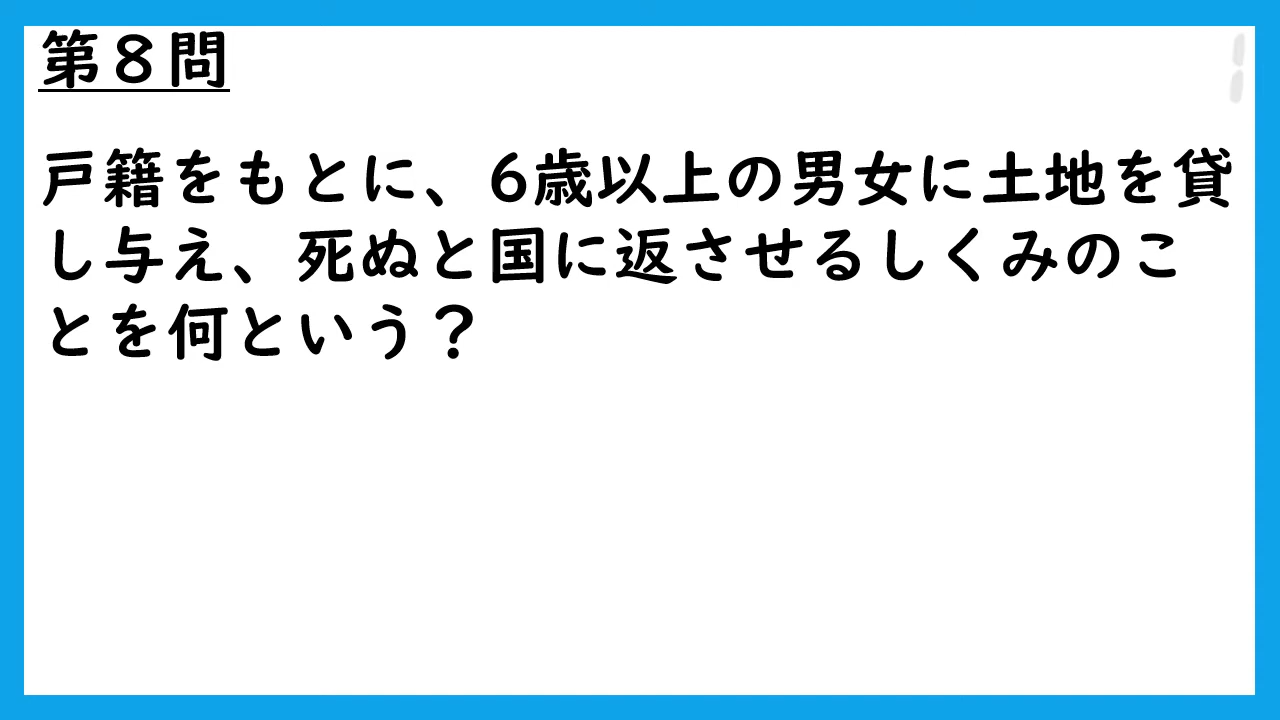 第８問
戸籍をもとに、6歳以上の男女に土地を貸
し与え、死ぬと国に返させるしくみのこ
とを何という？